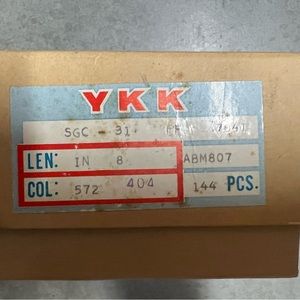 YKK
SGC - 31
LEN: IN 8 ABM807
COL: 572 404 144 PCS.